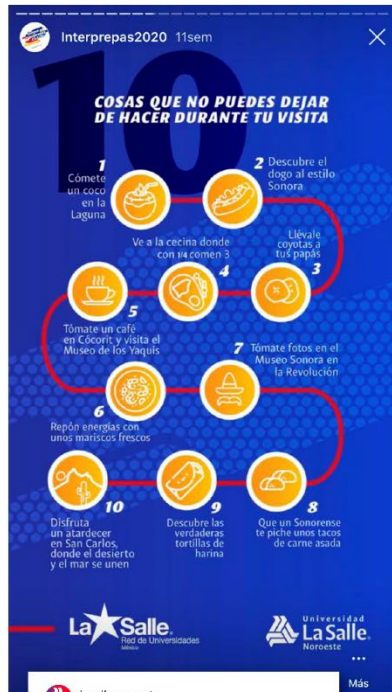 Interprepas2020 11sem
10
COSAS QUE NO PUEDES DEJAR
DE HACER DURANTE TU VISITA
1
Cómete
un coco
en la
Laguna
2 Descubre el
dogo al estilo
Sonora
Llévale
coyotas a
tus papás
3
Ve a la cecina donde
con 1/4 comen 3
4
5
Tómate un café
en Cócorit y visita el
Museo de los Yaquis
6
Repón energías con
unos mariscos frescos
7 Tómate fotos en el
Museo Sonora en
la Revolución
8
Que un Sonorense
te piche unos tacos
de carne asada
9
Descubre las
verdaderas
tortillas de
harina
10
Disfruta
un atardecer
en San Carlos,
donde el desierto
y el mar se unen
La Salle
Red de Universidades
México
Universidad
La Salle
Noroeste
Más